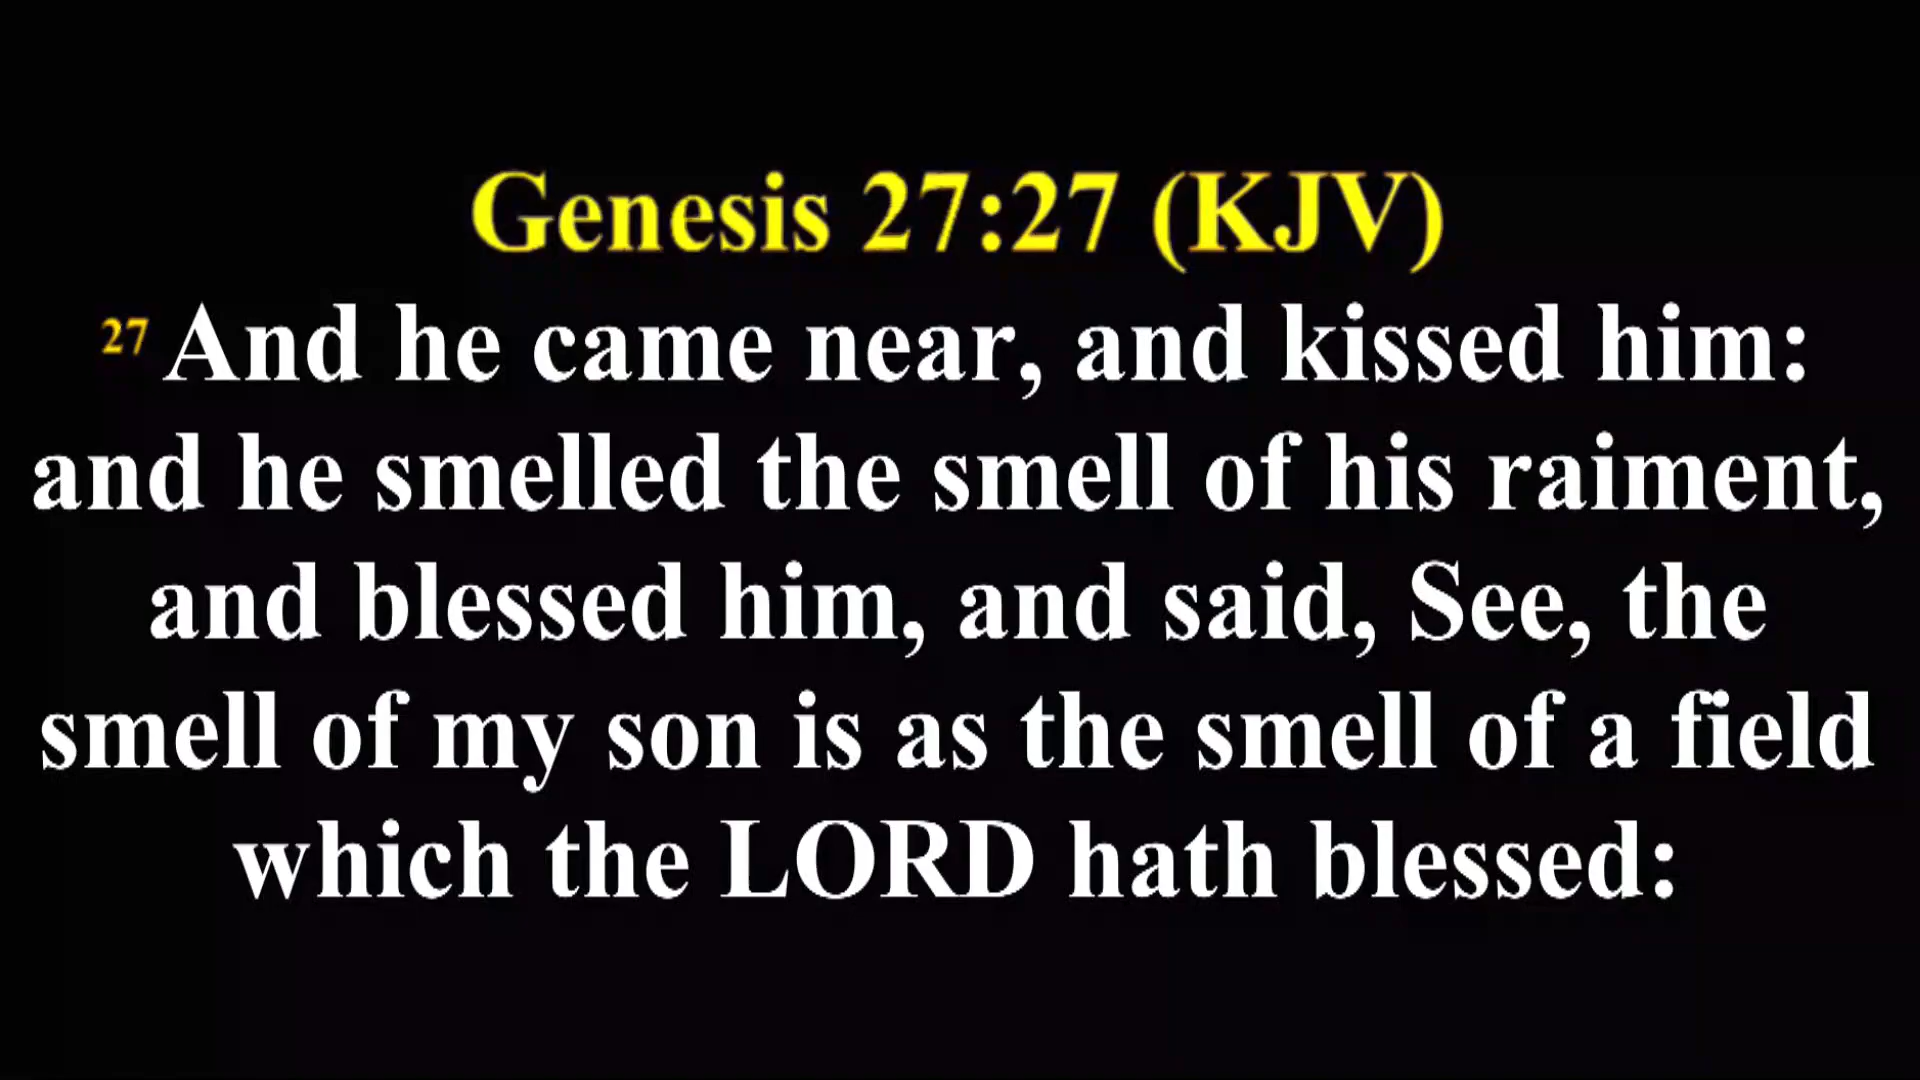 Genesis 27:27 (KJV)
27 And he came near, and kissed him:
and he smelled the smell of his raiment,
and blessed him, and said, See, the
smell of my son is as the smell of a field
which the LORD hath blessed: